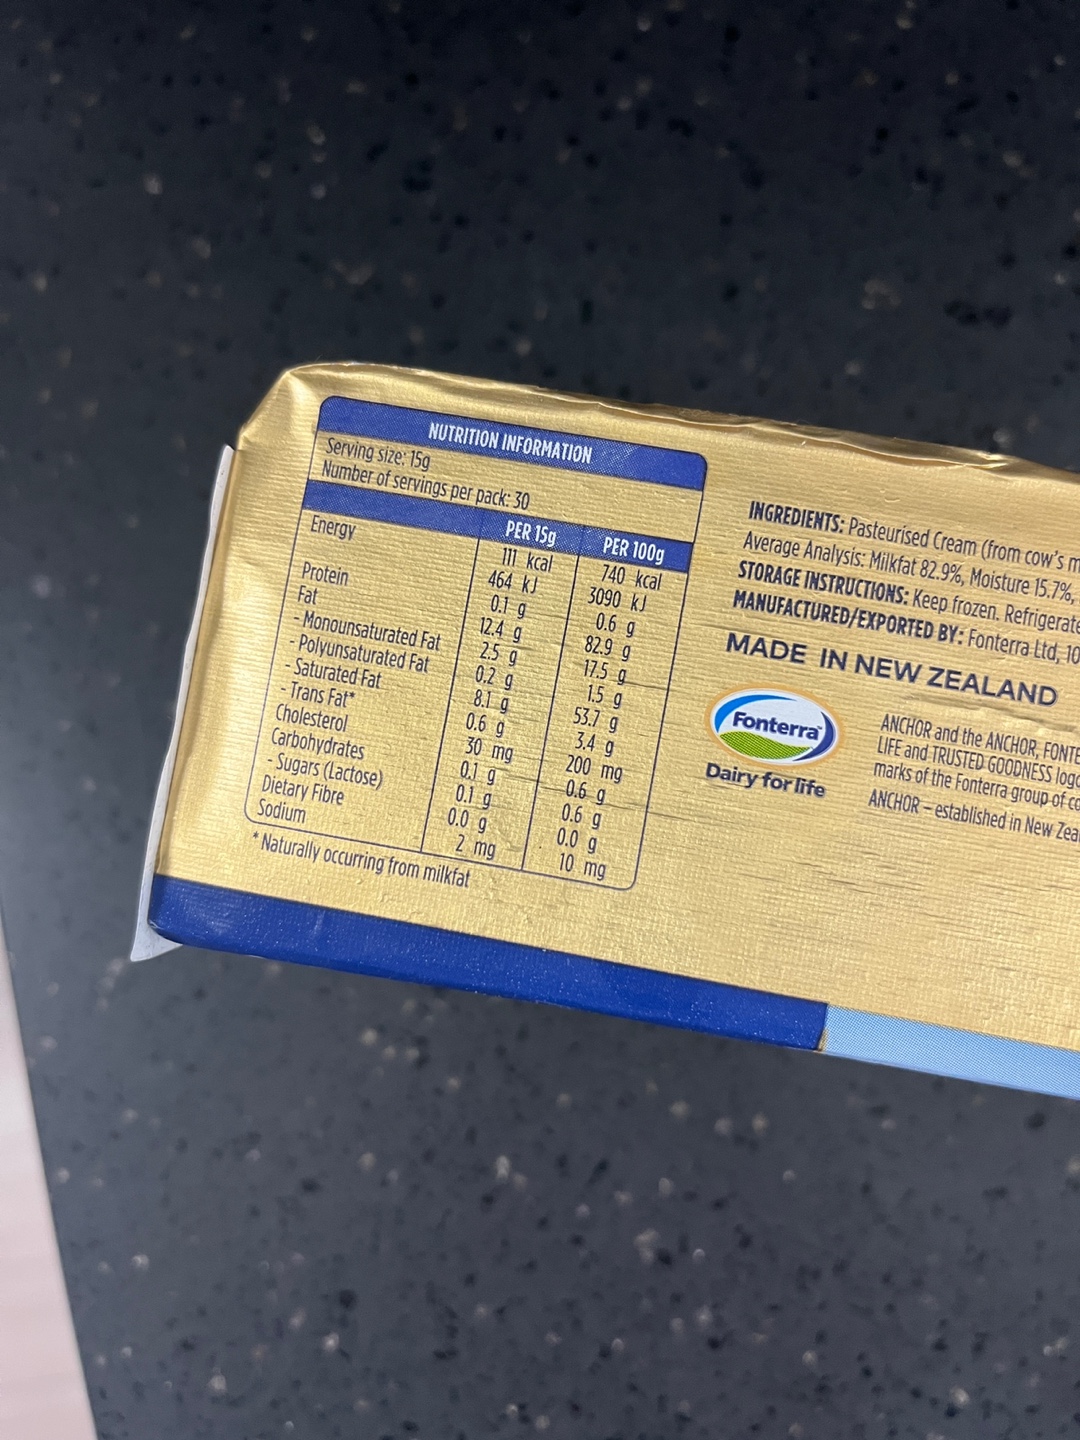 NUTRITION INFORMATION
Serving size: 15g
Number of servings per pack: 30
PER 15g PER 100g
Energy 111 kcal 740 kcal
464 kJ 3090 kJ
Protein 0.1 g 0.6 g
Fat 12.4 g 82.9 g
- Monounsaturated Fat 2.5 g 17.5 g
- Polyunsaturated Fat 0.2 g 1.5 g
- Saturated Fat 8.1 g 53.7 g
- Trans Fat* 0.6 g 3.4 g
Cholesterol 30 mg 200 mg
Carbohydrates 0.1 g 0.6 g
- Sugars (Lactose) 0.1 g 0.6 g
Dietary Fibre 0.0 g 0.0 g
Sodium 2 mg 10 mg
* Naturally occurring from milkfat
INGREDIENTS: Pasteurised Cream (from cow's
Average Analysis: Milkfat 82.9%, Moisture 15.7%,
STORAGE INSTRUCTIONS: Keep frozen. Refrigerate
MANUFACTURED/EXPORTED BY: Fonterra Ltd, 10
MADE IN NEW ZEALAND
Fonterra
Dairy for life
ANCHOR and the ANCHOR, FONTE
LIFE and TRUSTED GOODNESS logo
marks of the Fonterra group of co
ANCHOR – established in New Zea